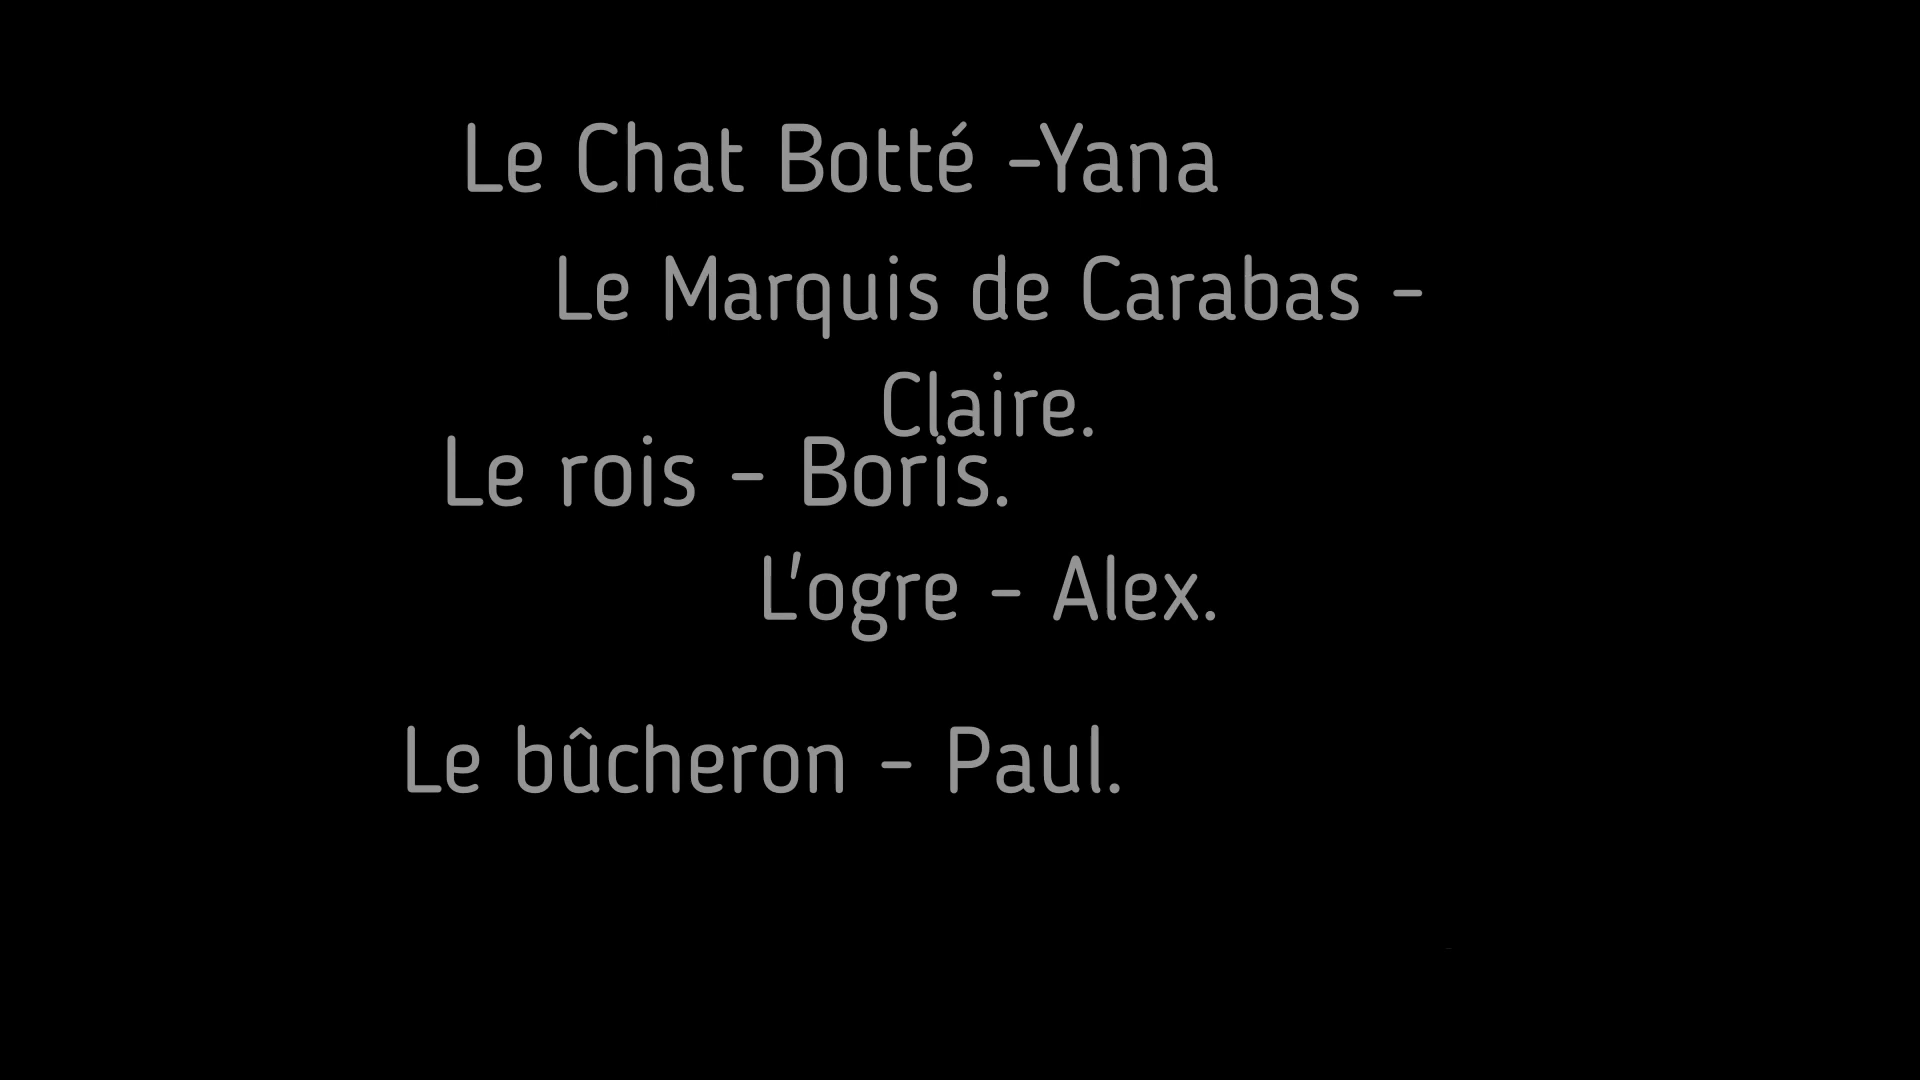 Le Chat Botté -Yana
Le Marquis de Carabas -
Claire.
Le rois - Boris.
L'ogre - Alex.
Le bûcheron - Paul.